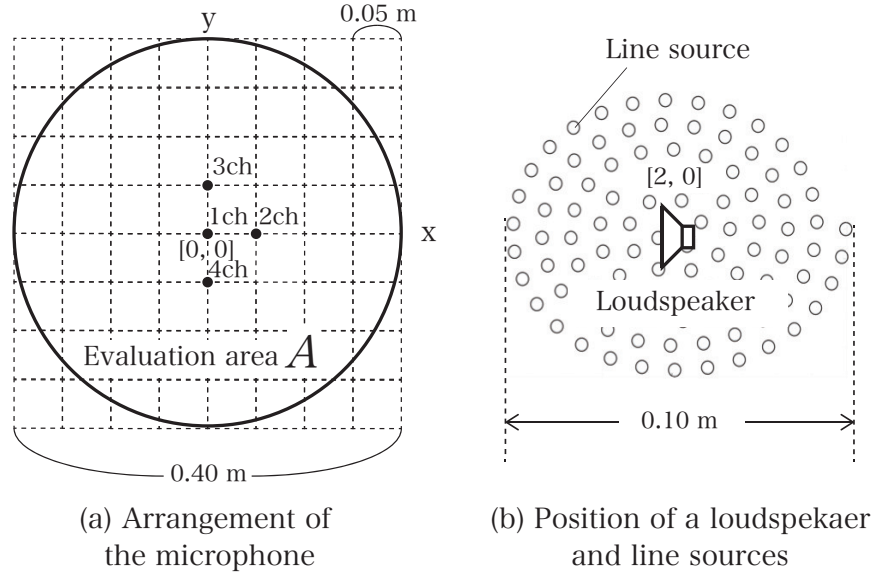 y
0.05 m
3ch
1ch 2ch
[0, 0]
4ch
x
Evaluation area A
0.40 m
(a) Arrangement of
the microphone
Line source
[2, 0]
Loudspeaker
0.10 m
(b) Position of a loudspekaer
and line sources